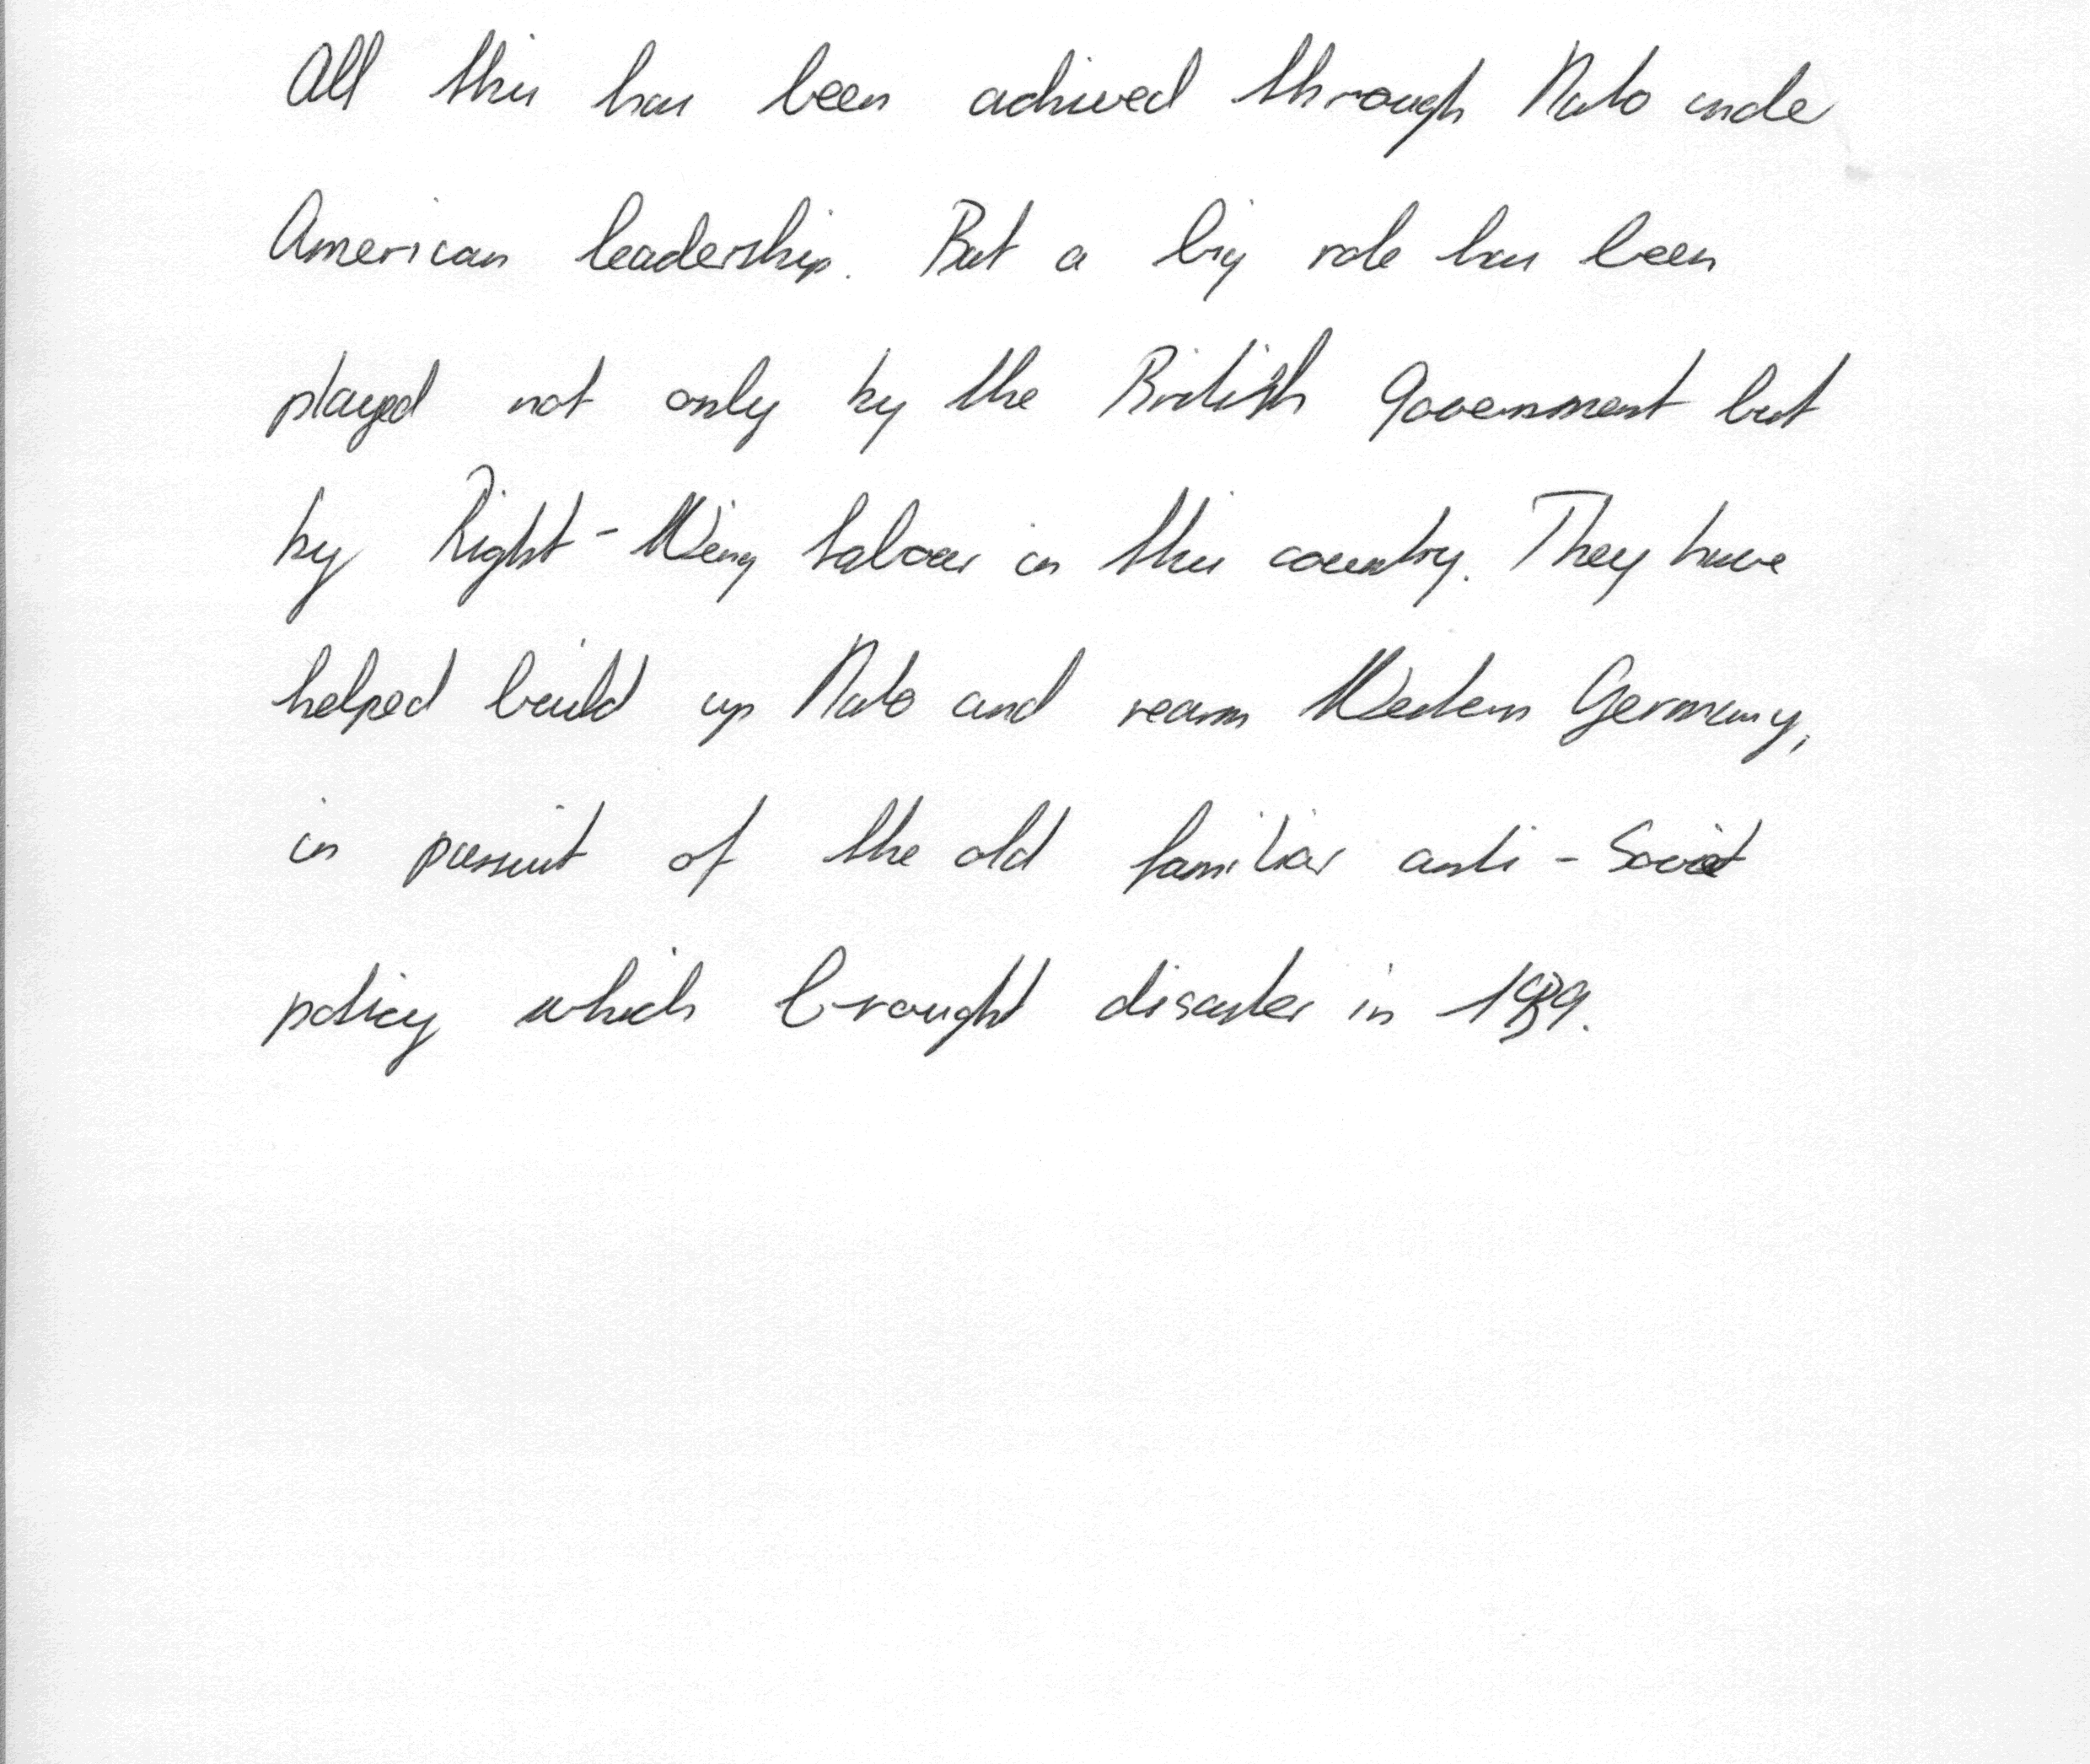 All this has been achived through Nato unde
American leadership. But a big role has been
played not only by the British Government but
by Right-Wing Labour in this country. They have
helped build up Nato and rearm Western Germany,
in pursuit of the old familiar anti-Soviet
policy which brought disaster in 1939.